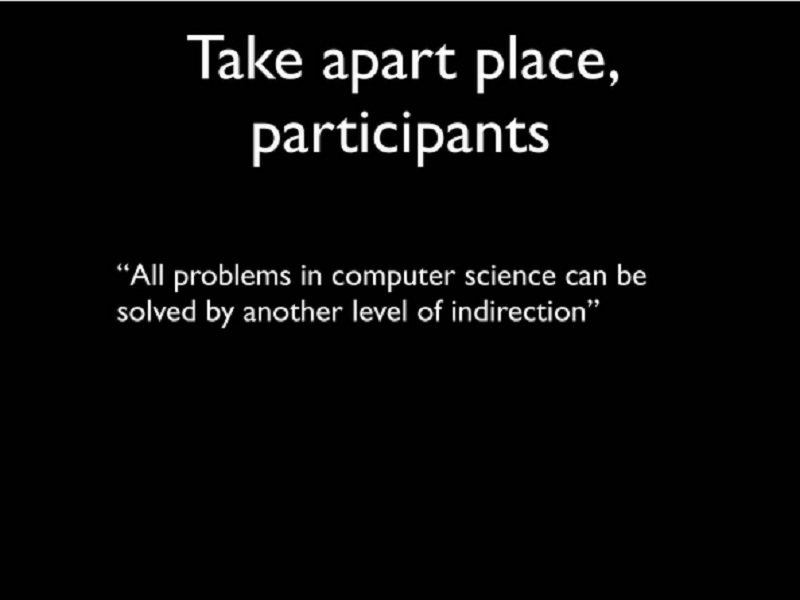 Take apart place,
participants
“All problems in computer science can be
solved by another level of indirection”